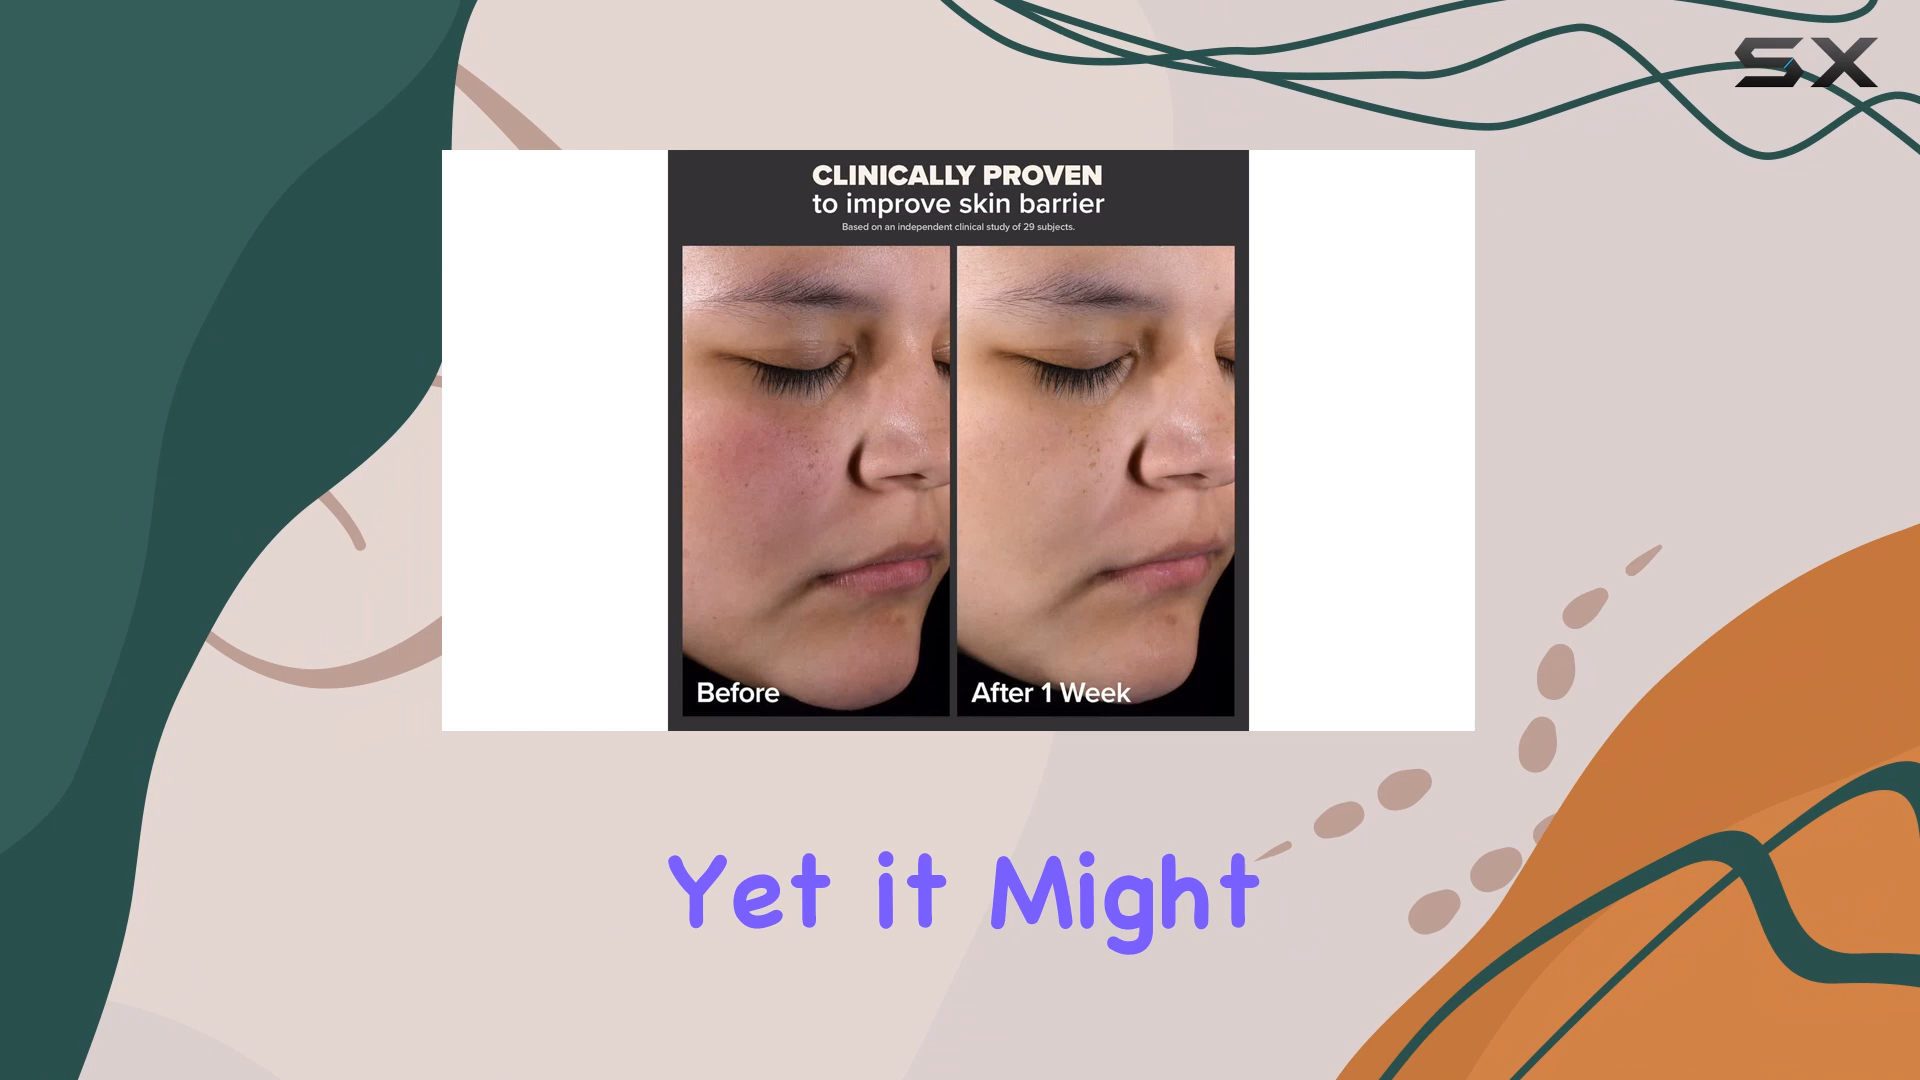 SX
CLINICALLY PROVEN
to improve skin barrier
Based on an independent clinical study of 29 subjects.
Before
After 1 Week
Yet it Might